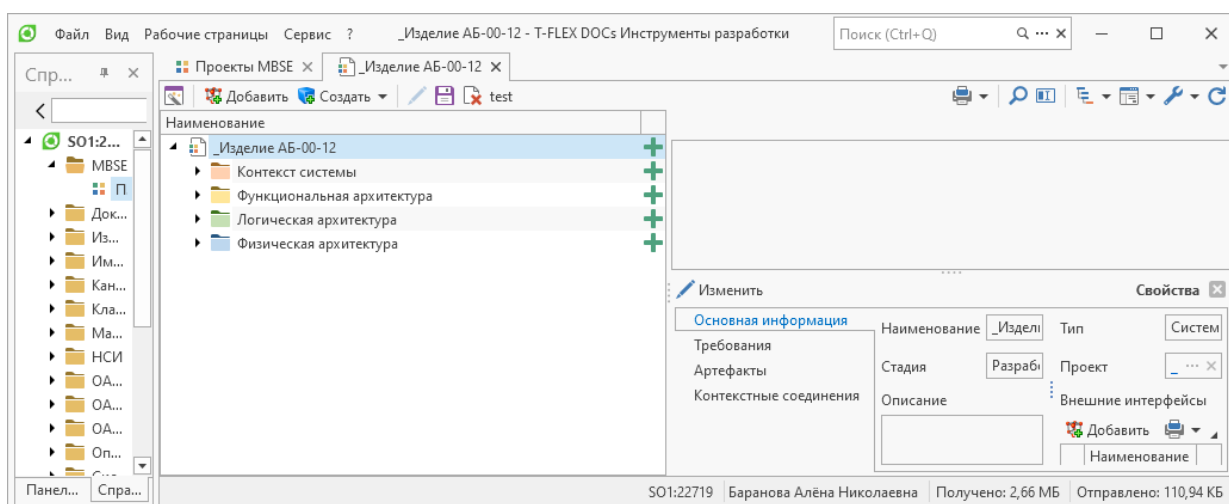 Файл Вид Рабочие страницы Сервис ? _Изделие АБ-00-12 - T-FLEX DOCs Инструменты разработки Поиск (Ctrl+Q)
Спр...
Проекты MBSE _Изделие АБ-00-12
Добавить Создать test
Наименование
SO1:2...
MBSE
П
Док...
Из...
Им...
Кан...
Кла...
Ма...
НСИ
ОА...
ОА...
ОА...
Оп...
Панел... Спра...
_Изделие АБ-00-12
Контекст системы
Функциональная архитектура
Логическая архитектура
Физическая архитектура
Изменить Свойства
Основная информация
Требования
Артефакты
Контекстные соединения
Наименование _Издели Тип Систем
Стадия Разрабо Проект _ ...
Описание Внешние интерфейсы
Добавить
Наименование
SO1:22719 Баранова Алёна Николаевна Получено: 2,66 МБ Отправлено: 110,94 КБ